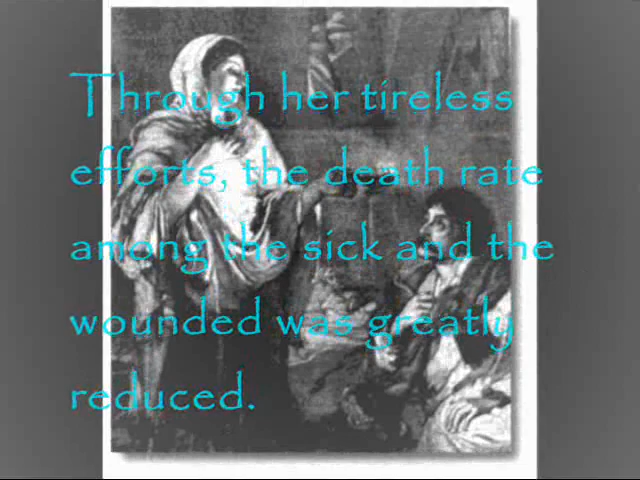 Through her tireless
efforts, the death rate
among the sick and the
wounded was greatly
reduced.